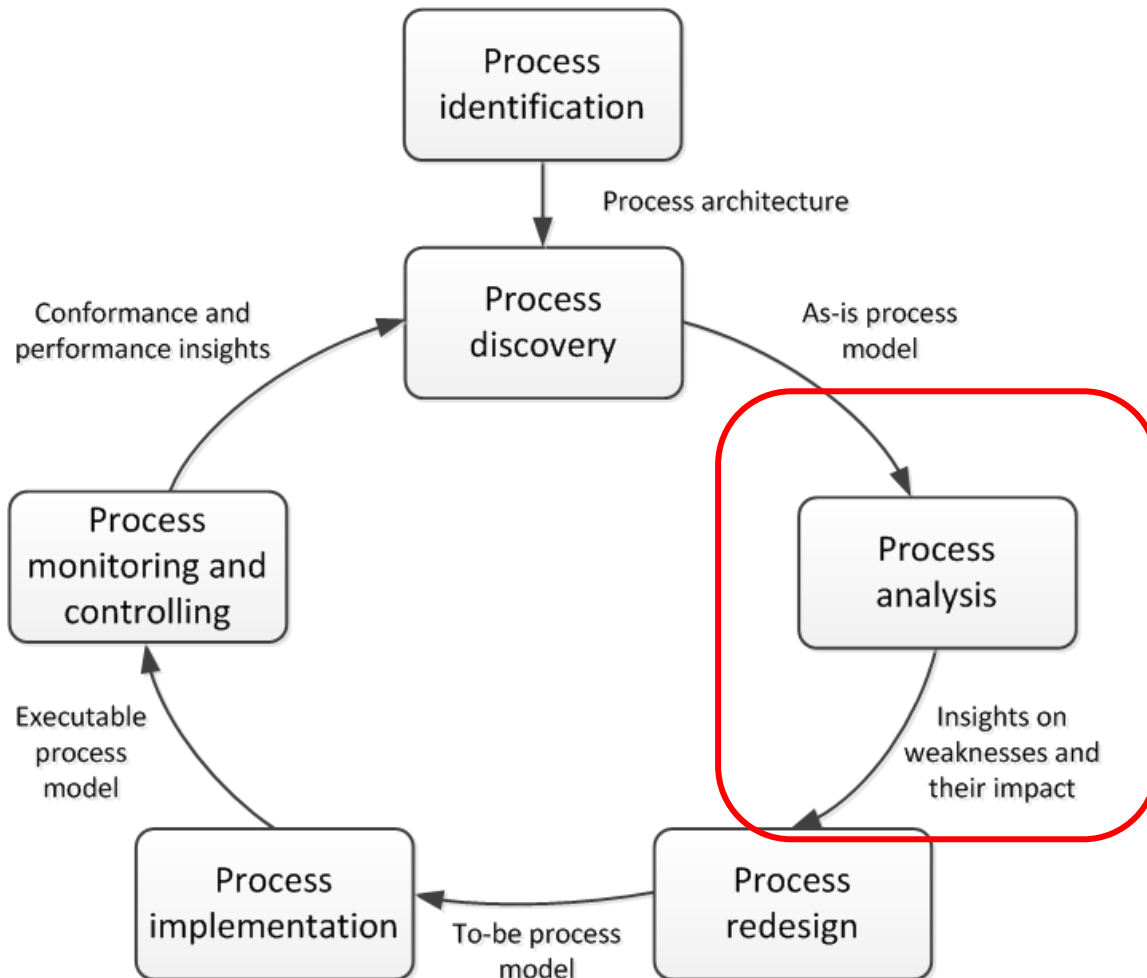 Process
identification
Process architecture
Process
discovery
As-is process
model
Process
analysis
Insights on
weaknesses and
their impact
Process
redesign
To-be process
model
Process
implementation
Executable
process
model
Process
monitoring and
controlling
Conformance and
performance insights